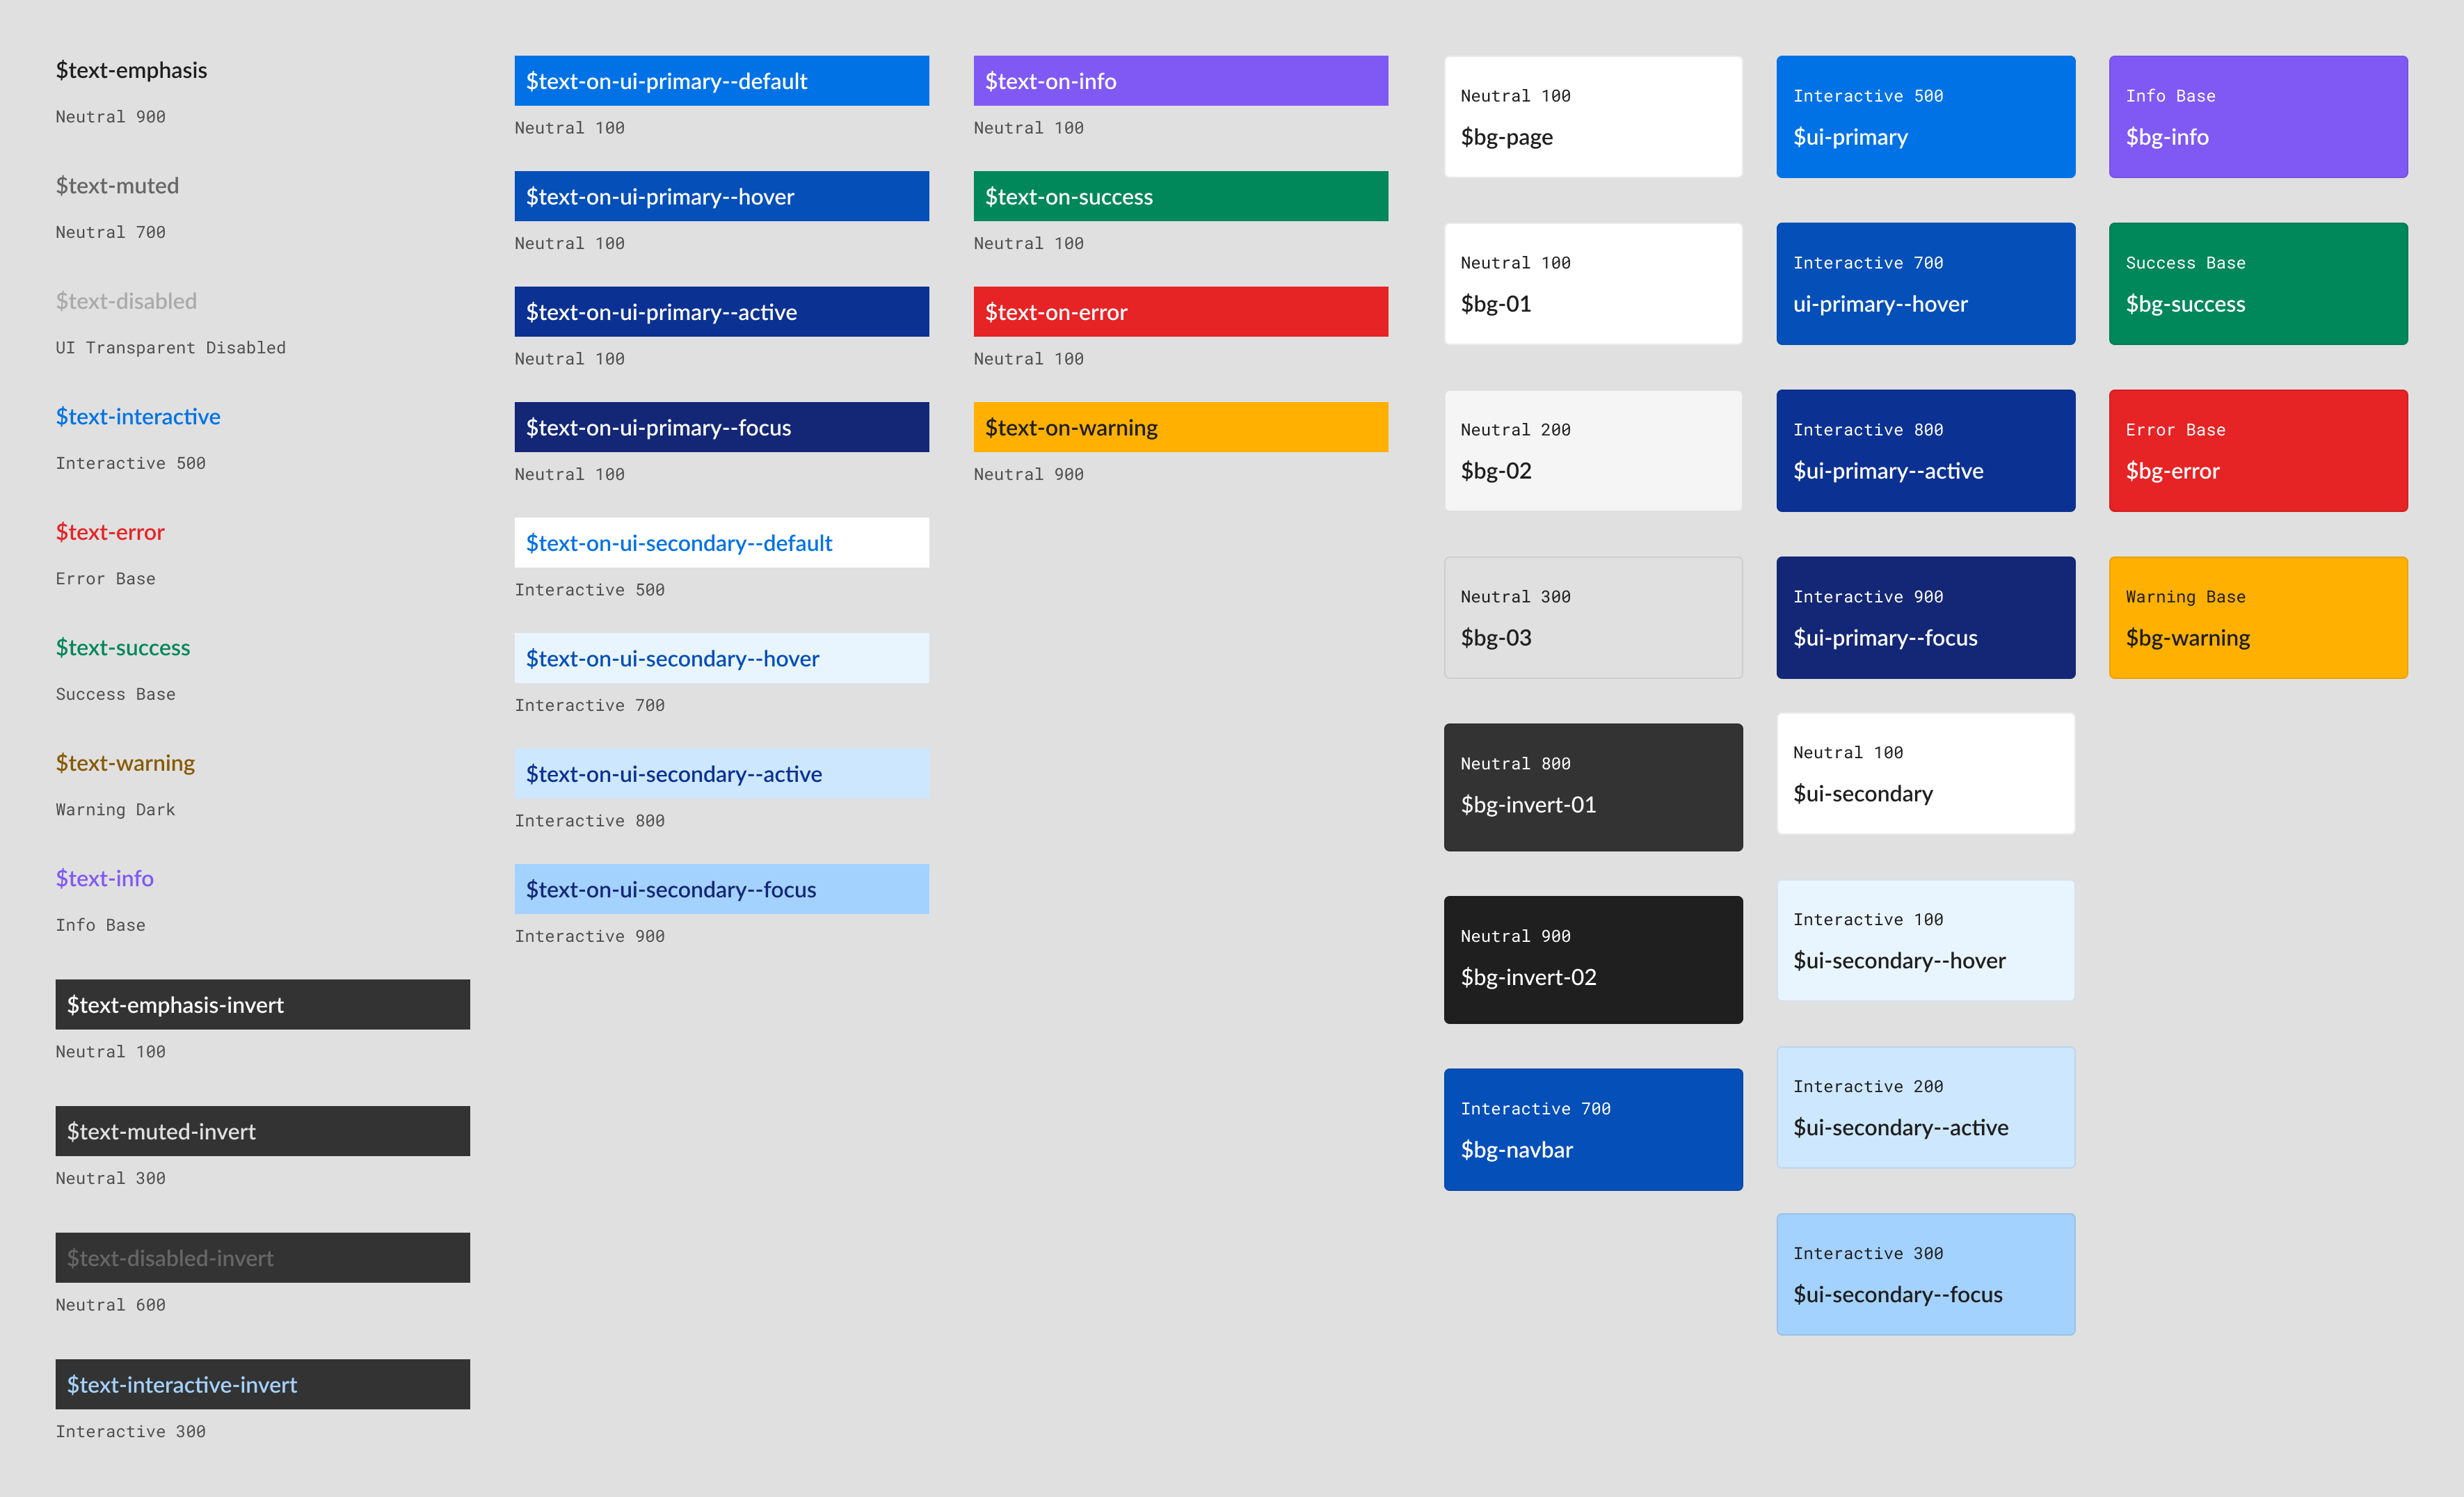 $text-emphasis
Neutral 900
$text-muted
Neutral 700
$text-disabled
UI Transparent Disabled
$text-interactive
Interactive 500
$text-error
Error Base
$text-success
Success Base
$text-warning
Warning Dark
$text-info
Info Base
$text-emphasis-invert
Neutral 100
$text-muted-invert
Neutral 300
$text-disabled-invert
Neutral 600
$text-interactive-invert
Interactive 300
$text-on-ui-primary--default
Neutral 100
$text-on-ui-primary--hover
Neutral 100
$text-on-ui-primary--active
Neutral 100
$text-on-ui-primary--focus
Neutral 100
$text-on-ui-secondary--default
Interactive 500
$text-on-ui-secondary--hover
Interactive 700
$text-on-ui-secondary--active
Interactive 800
$text-on-ui-secondary--focus
Interactive 900
$text-on-info
Neutral 100
$text-on-success
Neutral 100
$text-on-error
Neutral 100
$text-on-warning
Neutral 900
Neutral 100
$bg-page
Neutral 100
$bg-01
Neutral 200
$bg-02
Neutral 300
$bg-03
Neutral 800
$bg-invert-01
Neutral 900
$bg-invert-02
Interactive 700
$bg-navbar
Interactive 500
$ui-primary
Interactive 700
ui-primary--hover
Interactive 800
$ui-primary--active
Interactive 900
$ui-primary--focus
Neutral 100
$ui-secondary
Interactive 100
$ui-secondary--hover
Interactive 200
$ui-secondary--active
Interactive 300
$ui-secondary--focus
Info Base
$bg-info
Success Base
$bg-success
Error Base
$bg-error
Warning Base
$bg-warning